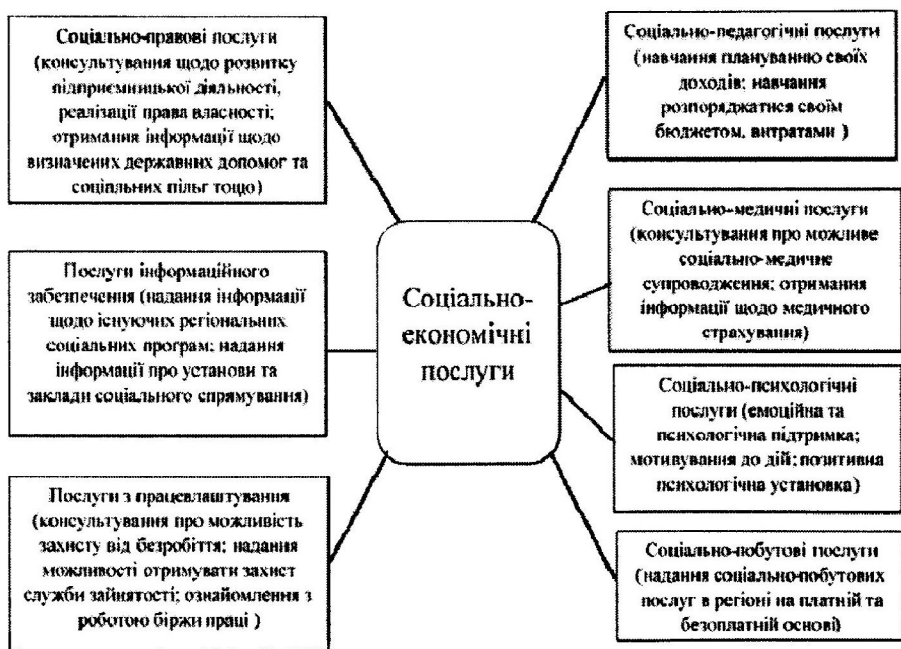 Соціально-правові послуги
(консультування щодо розвитку
підприємницької діяльності,
реалізації права власності;
отримання інформації щодо
визначених державних допомог та
соціальних пільг тощо)
Послуги інформаційного
забезпечення (надання інформації
щодо існуючих регіональних
соціальних програм; надання
інформації про установи та
заклади соціального спрямування)
Послуги з працевлаштування
(консультування про можливість
захисту від безробіття; надання
можливості отримувати захист
служби зайнятості; ознайомлення з
роботою біржи праці )
Соціально-
економічні
послуги
Соціально-педагогічні послуги
(навчання плануванню своїх
доходів; навчання
розпоряджатися своїм
бюджетом, витратами )
Соціально-медичні послуги
(консультування про можливе
соціально-медичне
супроводження; отримання
інформації щодо медичного
страхування)
Соціально-психологічні
послуги (емоційна та
психологічна підтримка;
мотивування до дій; позитивна
психологічна установка)
Соціально-побутові послуги
(надання соціально-побутових
послуг в регіоні на платній та
безоплатній основі)